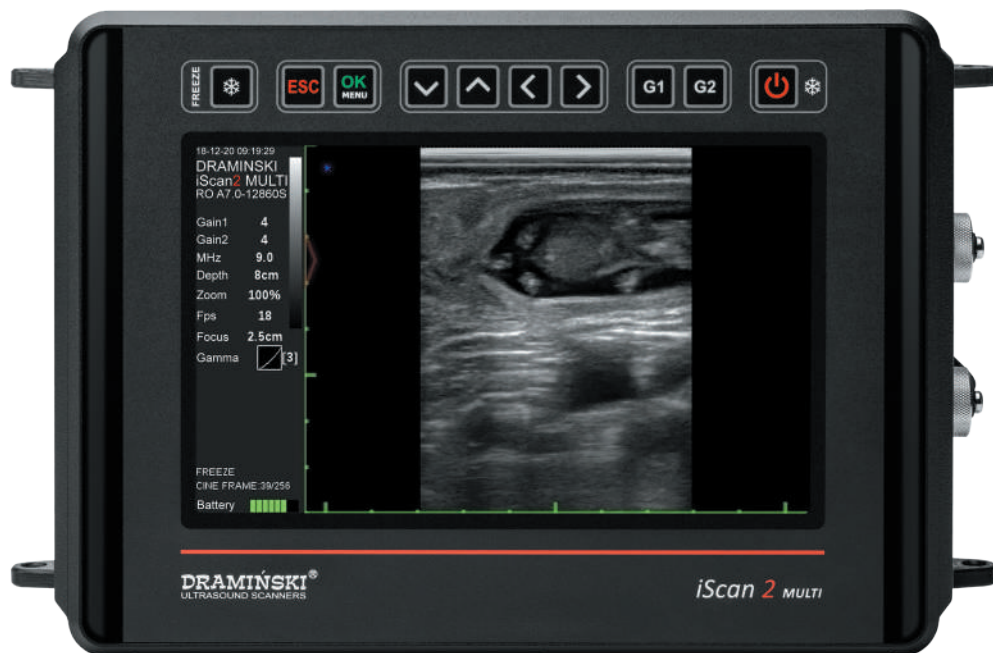 FREEZE
ESC
OK
MENU
G1
G2
18-12-20 09:19:29
DRAMINSKI
iScan2 MULTI
RO A7.0-12860S
Gain1 4
Gain2 4
MHz 9.0
Depth 8cm
Zoom 100%
Fps 18
Focus 2.5cm
Gamma [3]
FREEZE
CINE FRAME:39/256
Battery
DRAMIŃSKI®
ULTRASOUND SCANNERS
iScan 2 MULTI